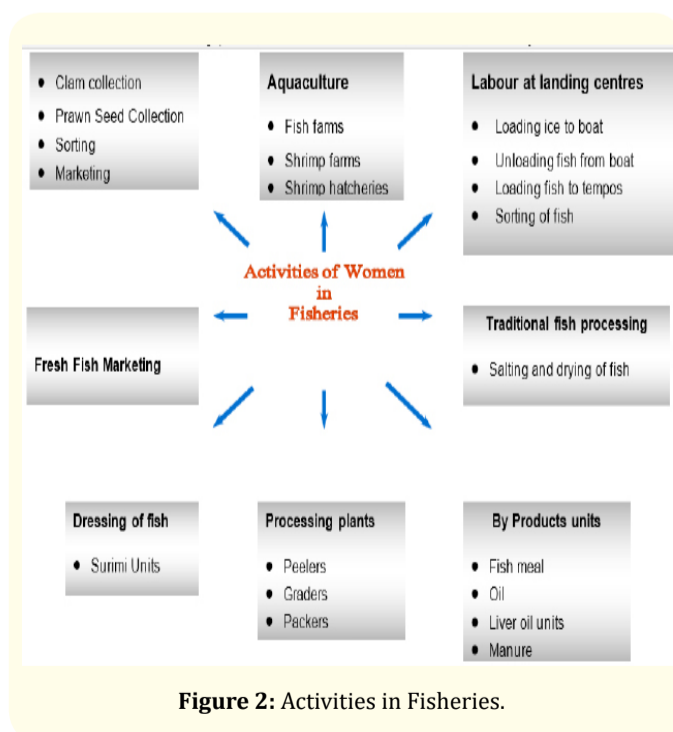 • Clam collection
• Prawn Seed Collection
• Sorting
• Marketing
Aquaculture
• Fish farms
• Shrimp farms
• Shrimp hatcheries
Labour at landing centres
• Loading ice to boat
• Unloading fish from boat
• Loading fish to tempos
• Sorting of fish
Activities of Women
in
Fisheries
Fresh Fish Marketing
Traditional fish processing
• Salting and drying of fish
Dressing of fish
• Surimi Units
Processing plants
• Peelers
• Graders
• Packers
By Products units
• Fish meal
• Oil
• Liver oil units
• Manure
Figure 2: Activities in Fisheries.